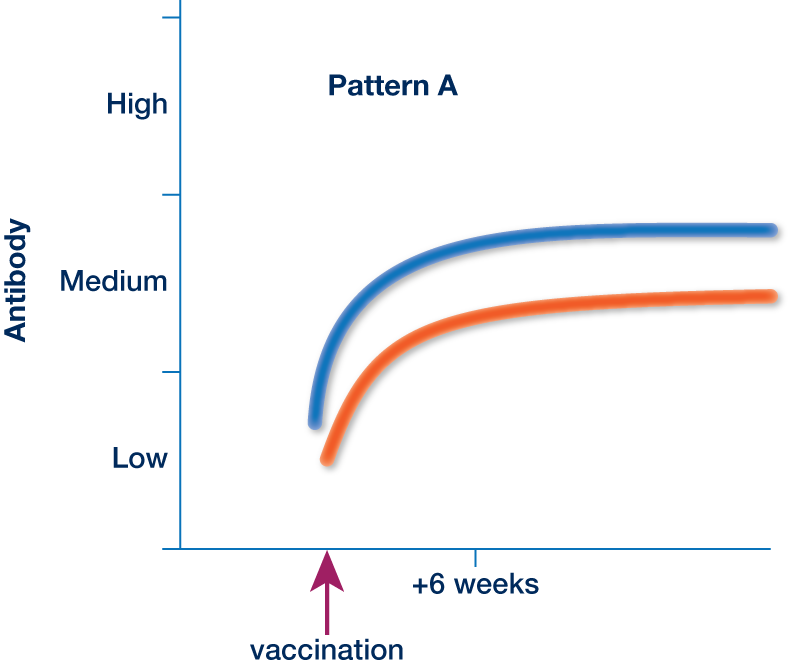 Pattern A
High
Medium
Low
Antibody
+6 weeks
vaccination